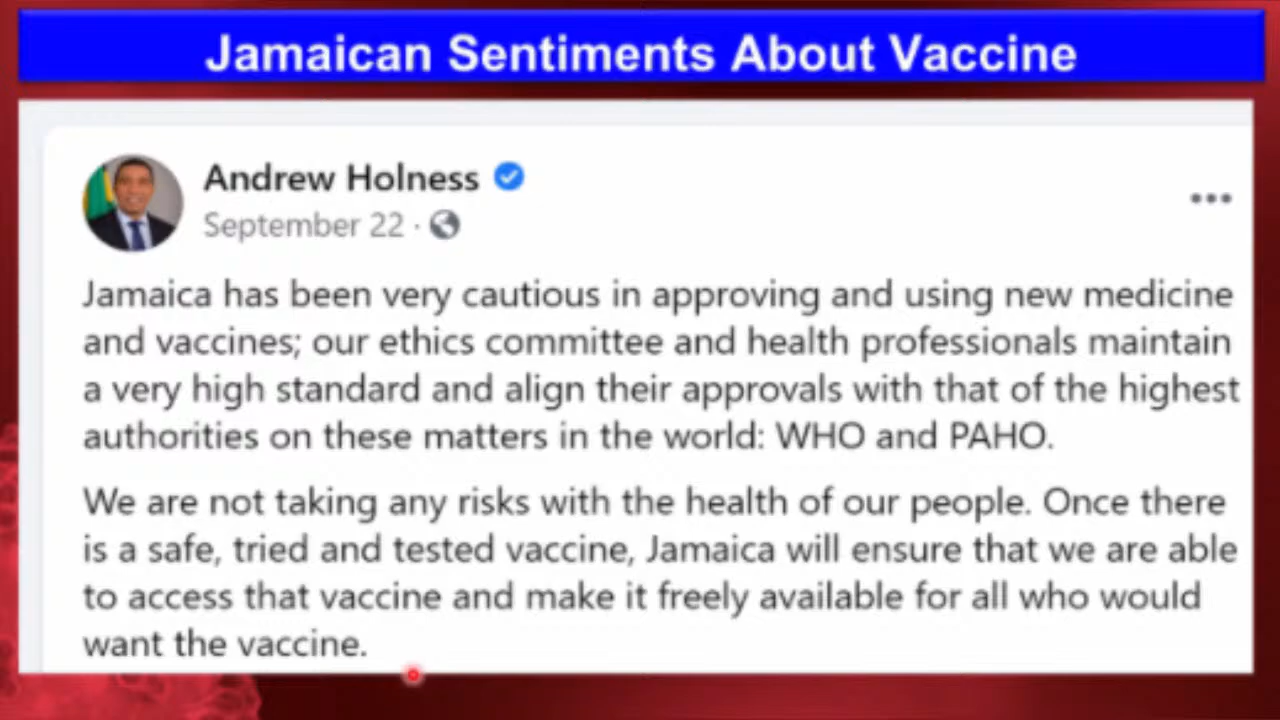 Jamaican Sentiments About Vaccine
Andrew Holness
September 22 ·
Jamaica has been very cautious in approving and using new medicine
and vaccines; our ethics committee and health professionals maintain
a very high standard and align their approvals with that of the highest
authorities on these matters in the world: WHO and PAHO.
We are not taking any risks with the health of our people. Once there
is a safe, tried and tested vaccine, Jamaica will ensure that we are able
to access that vaccine and make it freely available for all who would
want the vaccine.